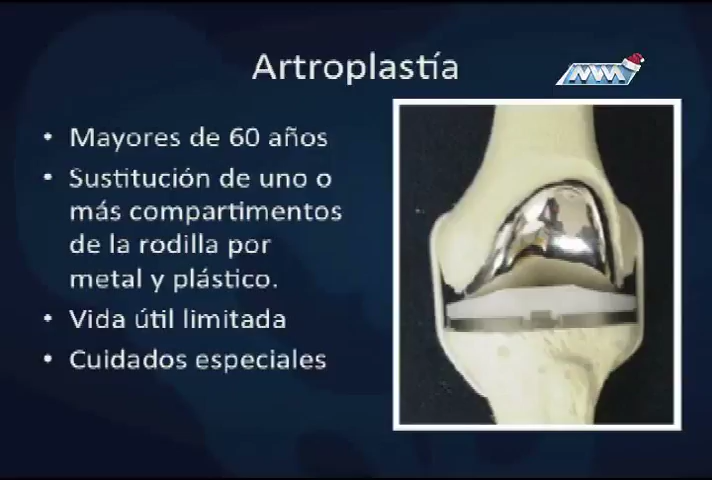 Artroplastía
MVM
• Mayores de 60 años
• Sustitución de uno o
más compartimentos
de la rodilla por
metal y plástico.
• Vida útil limitada
• Cuidados especiales